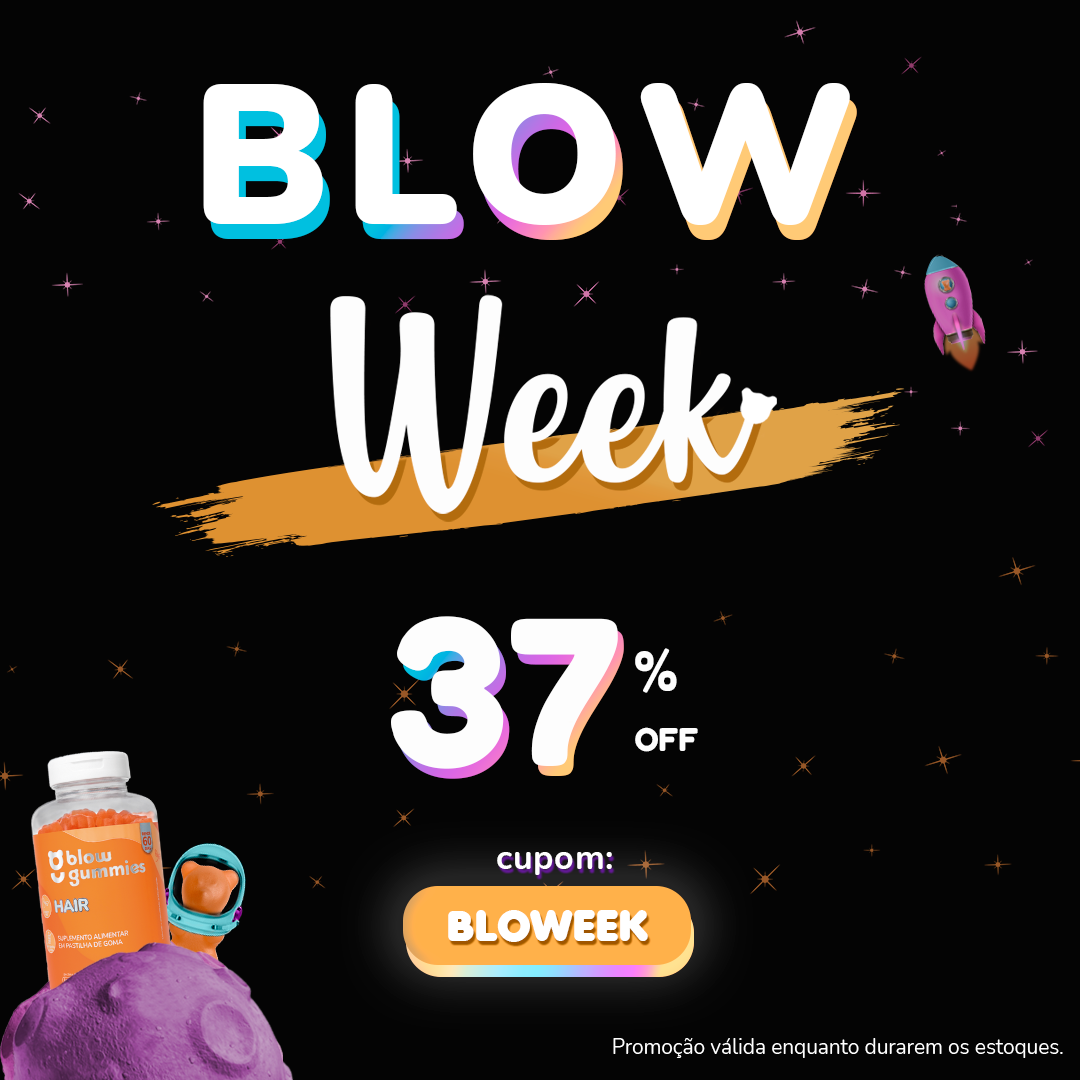 BLOW
Week
37%
OFF
cupom:
BLOWEEK
blow
gummies
HAIR
SUPLEMENTO ALIMENTAR
EM PASTILHA DE GOMA
60
Promoção válida enquanto durarem os estoques.